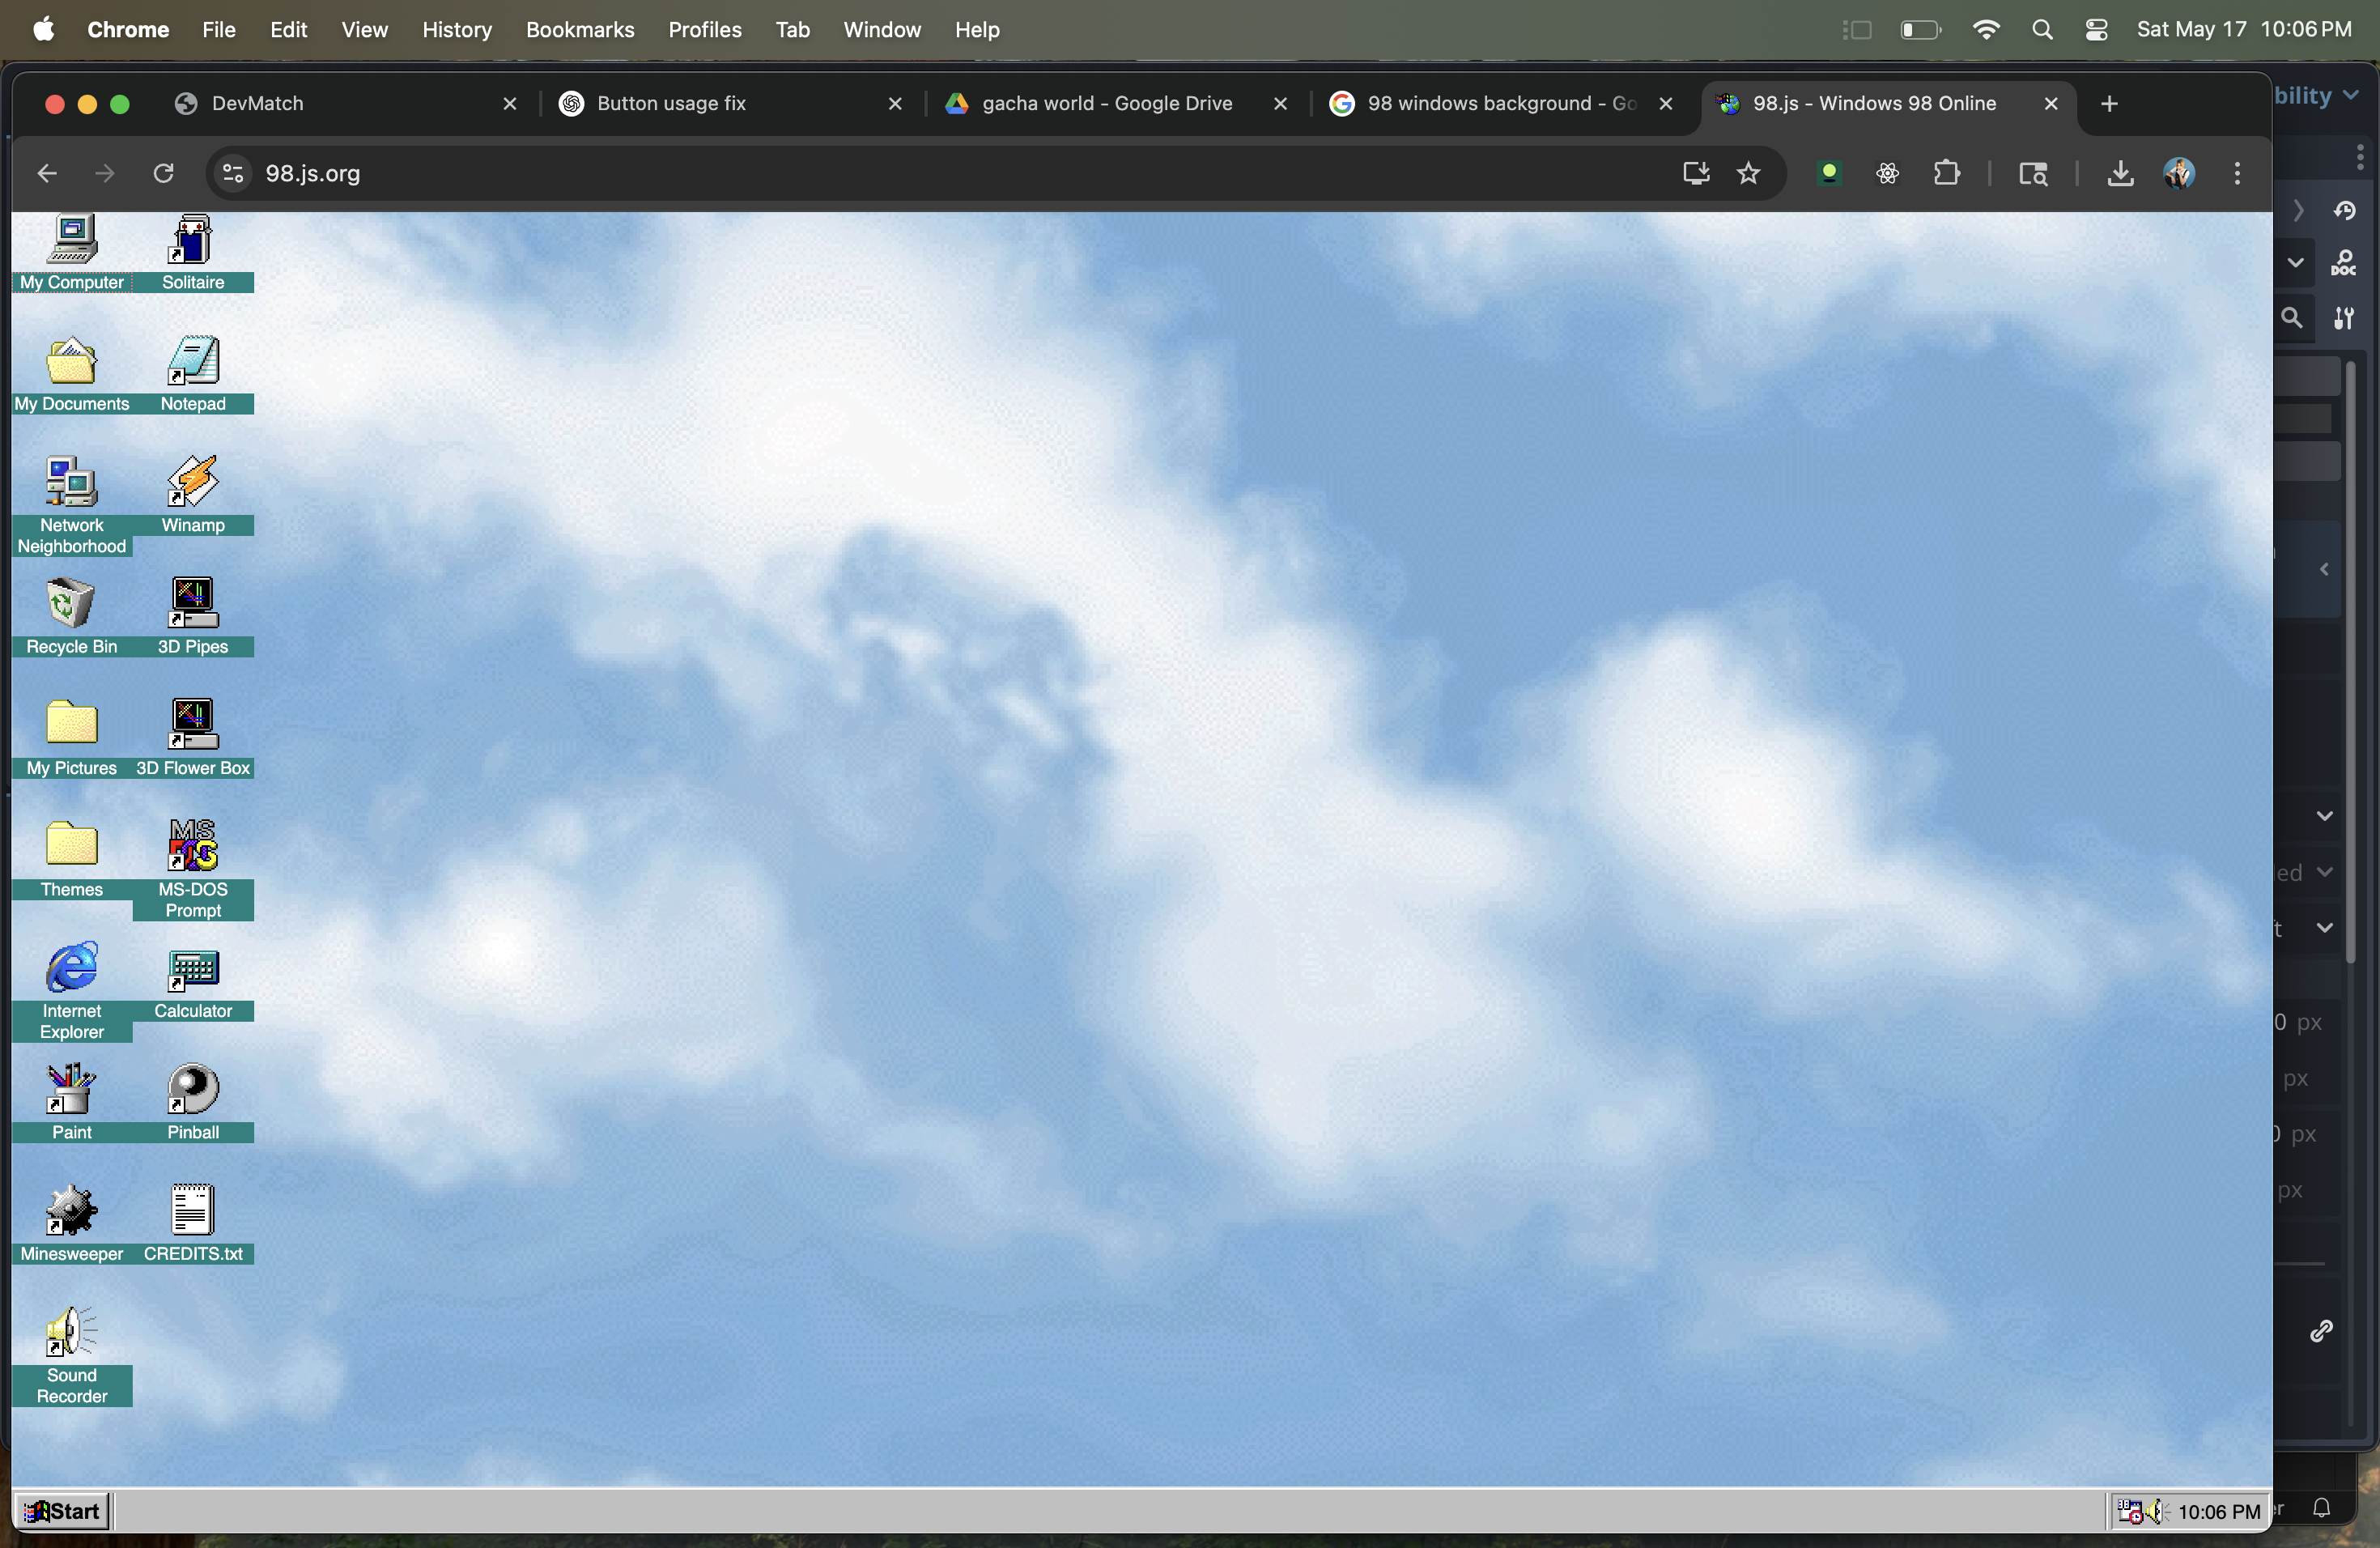 Chrome File Edit View History Bookmarks Profiles Tab Window Help Sat May 17 10:06 PM
DevMatch Button usage fix gacha world - Google Drive 98 windows background - Go 98.js - Windows 98 Online
bility
98.js.org
DOC
My Computer Solitaire
My Documents Notepad
Network Winamp
Neighborhood
Recycle Bin 3D Pipes
My Pictures 3D Flower Box
MS
Themes MS-DOS
Prompt
led
t
Internet Calculator
Explorer
0 px
px
Paint Pinball
px
px
Minesweeper CREDITS.txt
Sound
Recorder
Start 10:06 PM
er